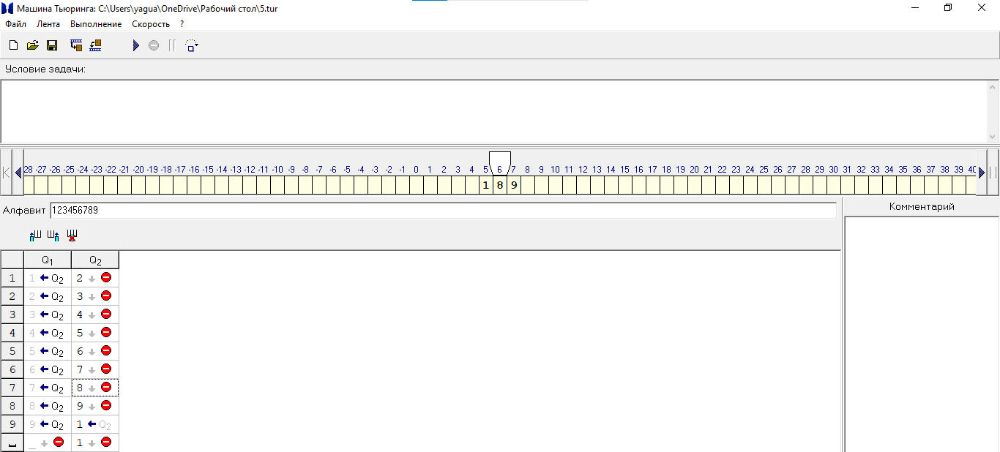 Машина Тьюринга: C:\Users\yagua\OneDrive\Рабочий стол\5.tur
Файл Лента Выполнение Скорость ?
Условие задачи:
28 -27 -26 -25 -24 -23 -22 -21 -20 -19 -18 -17 -16 -15 -14 -13 -12 -11 -10 -9 -8 -7 -6 -5 -4 -3 -2 -1 0 1 2 3 4 5 6 7 8 9 10 11 12 13 14 15 16 17 18 19 20 21 22 23 24 25 26 27 28 29 30 31 32 33 34 35 36 37 38 39 40
1 8 9
Алфавит 123456789
Комментарий
Q1 Q2
1 1 ← Q2 2 ↓
2 2 ← Q2 3 ↓
3 3 ← Q2 4 ↓
4 4 ← Q2 5 ↓
5 5 ← Q2 6 ↓
6 6 ← Q2 7 ↓
7 7 ← Q2 8 ↓
8 8 ← Q2 9 ↓
9 9 ← Q2 1 ← Q2
_ ↓ 1 ↓